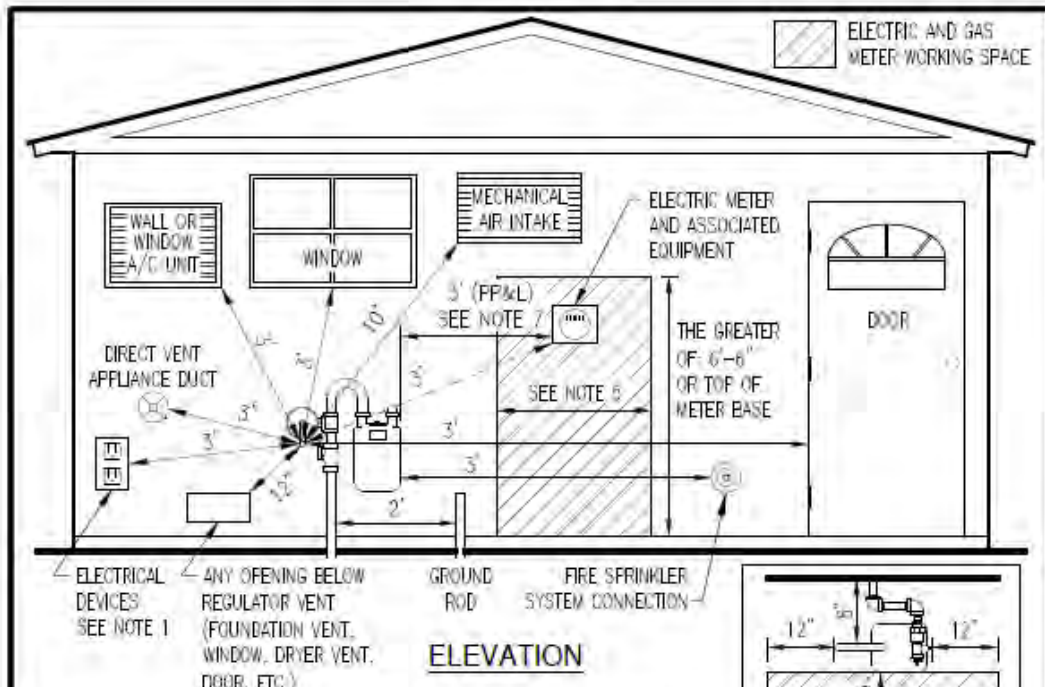 ELECTRIC AND GAS
METER WORKING SPACE
WALL OR
WINDOW
A/C UNIT
WINDOW
MECHANICAL
AIR INTAKE
ELECTRIC METER
AND ASSOCIATED
EQUIPMENT
DOOR
10'
5' (PP&L)
SEE NOTE 7
3'
THE GREATER
OF: 6'-6"
OR TOP OF
METER BASE
SEE NOTE 6
DIRECT VENT
APPLIANCE DUCT
3'
3'
3'
3'
12"
2'
ELECTRICAL
DEVICES
SEE NOTE 1
ANY OPENING BELOW
REGULATOR VENT
(FOUNDATION VENT,
WINDOW, DRYER VENT,
DOOR, ETC.)
GROUND
ROD
FIRE SPRINKLER
SYSTEM CONNECTION
ELEVATION
12"
12"